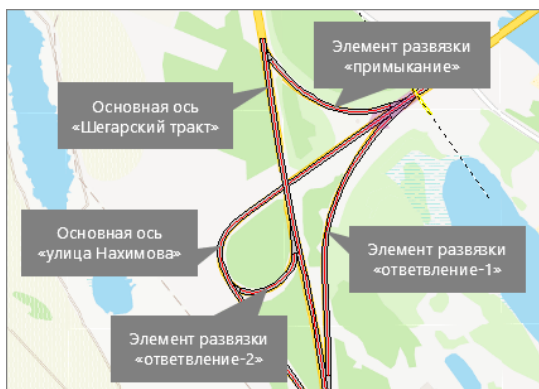 Элемент развязки
«примыкание»
Основная ось
«Шегарский тракт»
Основная ось
«улица Нахимова»
Элемент развязки
«ответвление-1»
Элемент развязки
«ответвление-2»